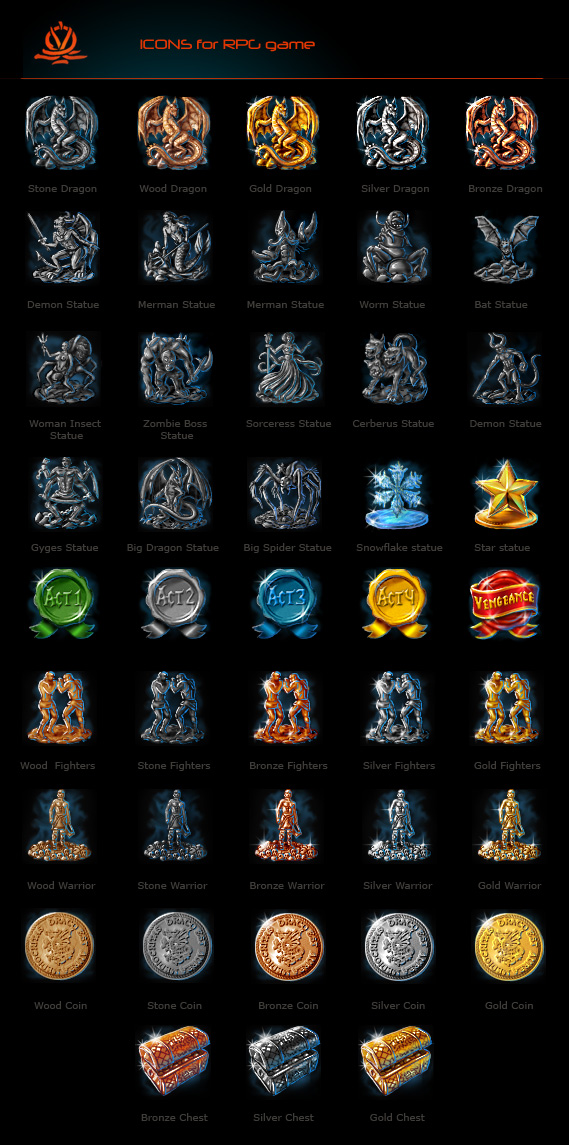 ICONS for RPG game
Stone Dragon Wood Dragon Gold Dragon Silver Dragon Bronze Dragon
Demon Statue Merman Statue Merman Statue Worm Statue Bat Statue
Woman Insect Statue Zombie Boss Statue Sorceress Statue Cerberus Statue Demon Statue
Gyges Statue Big Dragon Statue Big Spider Statue Snowflake statue Star statue
ACT1 ACT2 ACT3 ACT4 VENGEANCE
Wood Fighters Stone Fighters Bronze Fighters Silver Fighters Gold Fighters
Wood Warrior Stone Warrior Bronze Warrior Silver Warrior Gold Warrior
Wood Coin Stone Coin Bronze Coin Silver Coin Gold Coin
Bronze Chest Silver Chest Gold Chest